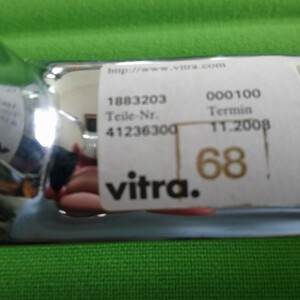 http://www.vitra.com
1883203 000100
Teile-Nr. Termin
41236300 11.2008
68
vitra.